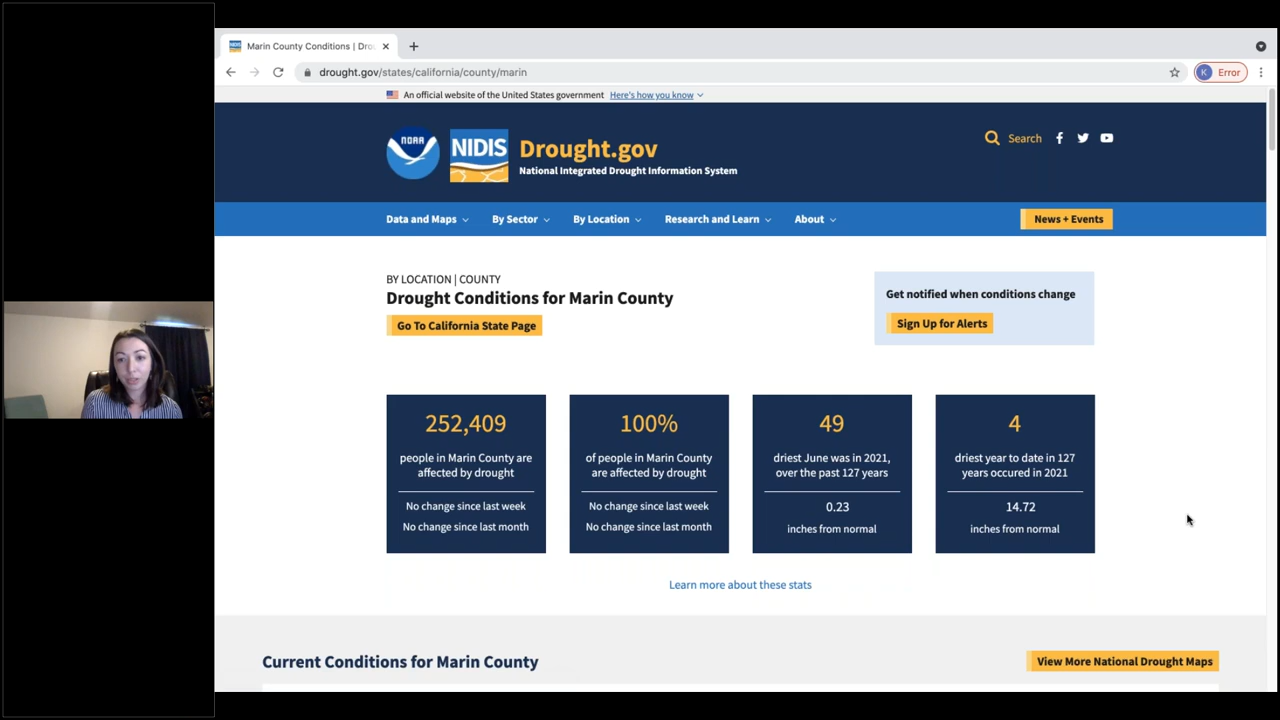 Marin County Conditions | Dro
drought.gov/states/california/county/marin
K
Error
An official website of the United States government Here's how you know
NOAA
NIDIS
Drought.gov
National Integrated Drought Information System
Search
Data and Maps
By Sector
By Location
Research and Learn
About
News + Events
BY LOCATION | COUNTY
Drought Conditions for Marin County
Go To California State Page
Get notified when conditions change
Sign Up for Alerts
252,409
people in Marin County are
affected by drought
No change since last week
No change since last month
100%
of people in Marin County
are affected by drought
No change since last week
No change since last month
49
driest June was in 2021,
over the past 127 years
0.23
inches from normal
4
driest year to date in 127
years occured in 2021
14.72
inches from normal
Learn more about these stats
Current Conditions for Marin County
View More National Drought Maps